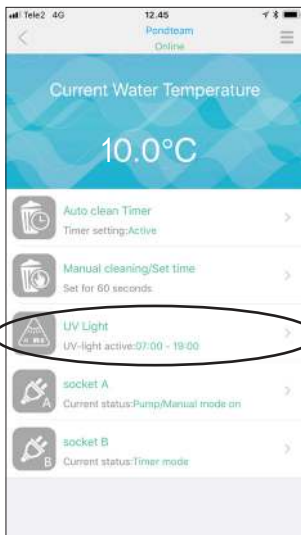 Tele2 4G 12.45
Pondteam
Online
Current Water Temperature
10.0°C
Auto clean Timer
Timer setting:Active
Manual cleaning/Set time
Set for 60 seconds
UV Light
UV-light active:07:00 - 19:00
socket A
A
Current status:Pump/Manual mode on
socket B
B
Current status:Timer mode